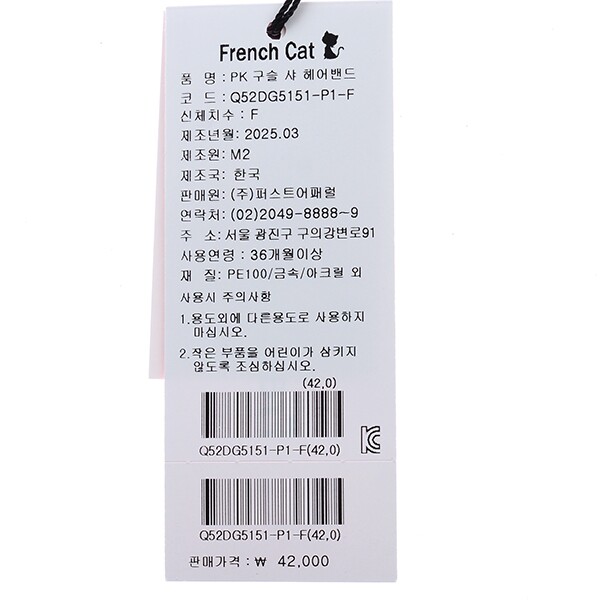 French Cat
품 명 : PK 구슬 샤 헤어밴드
코 드 : Q52DG5151-P1-F
신체치수 : F
제조년월: 2025.03
제조원: M2
제조국: 한국
판매원: (주)퍼스트어패럴
연락처: (02)2049-8888~9
주 소: 서울 광진구 구의강변로91
사용연령 : 36개월이상
재 질: PE100/금속/아크릴 외
사용시 주의사항
1.용도외에 다른용도로 사용하지
마십시오.
2.작은 부품을 어린이가 삼키지
않도록 조심하십시오.
(42,0)
Q52DG5151-P1-F(42,0)
Q52DG5151-P1-F(42,0)
판매가격 : ₩ 42,000